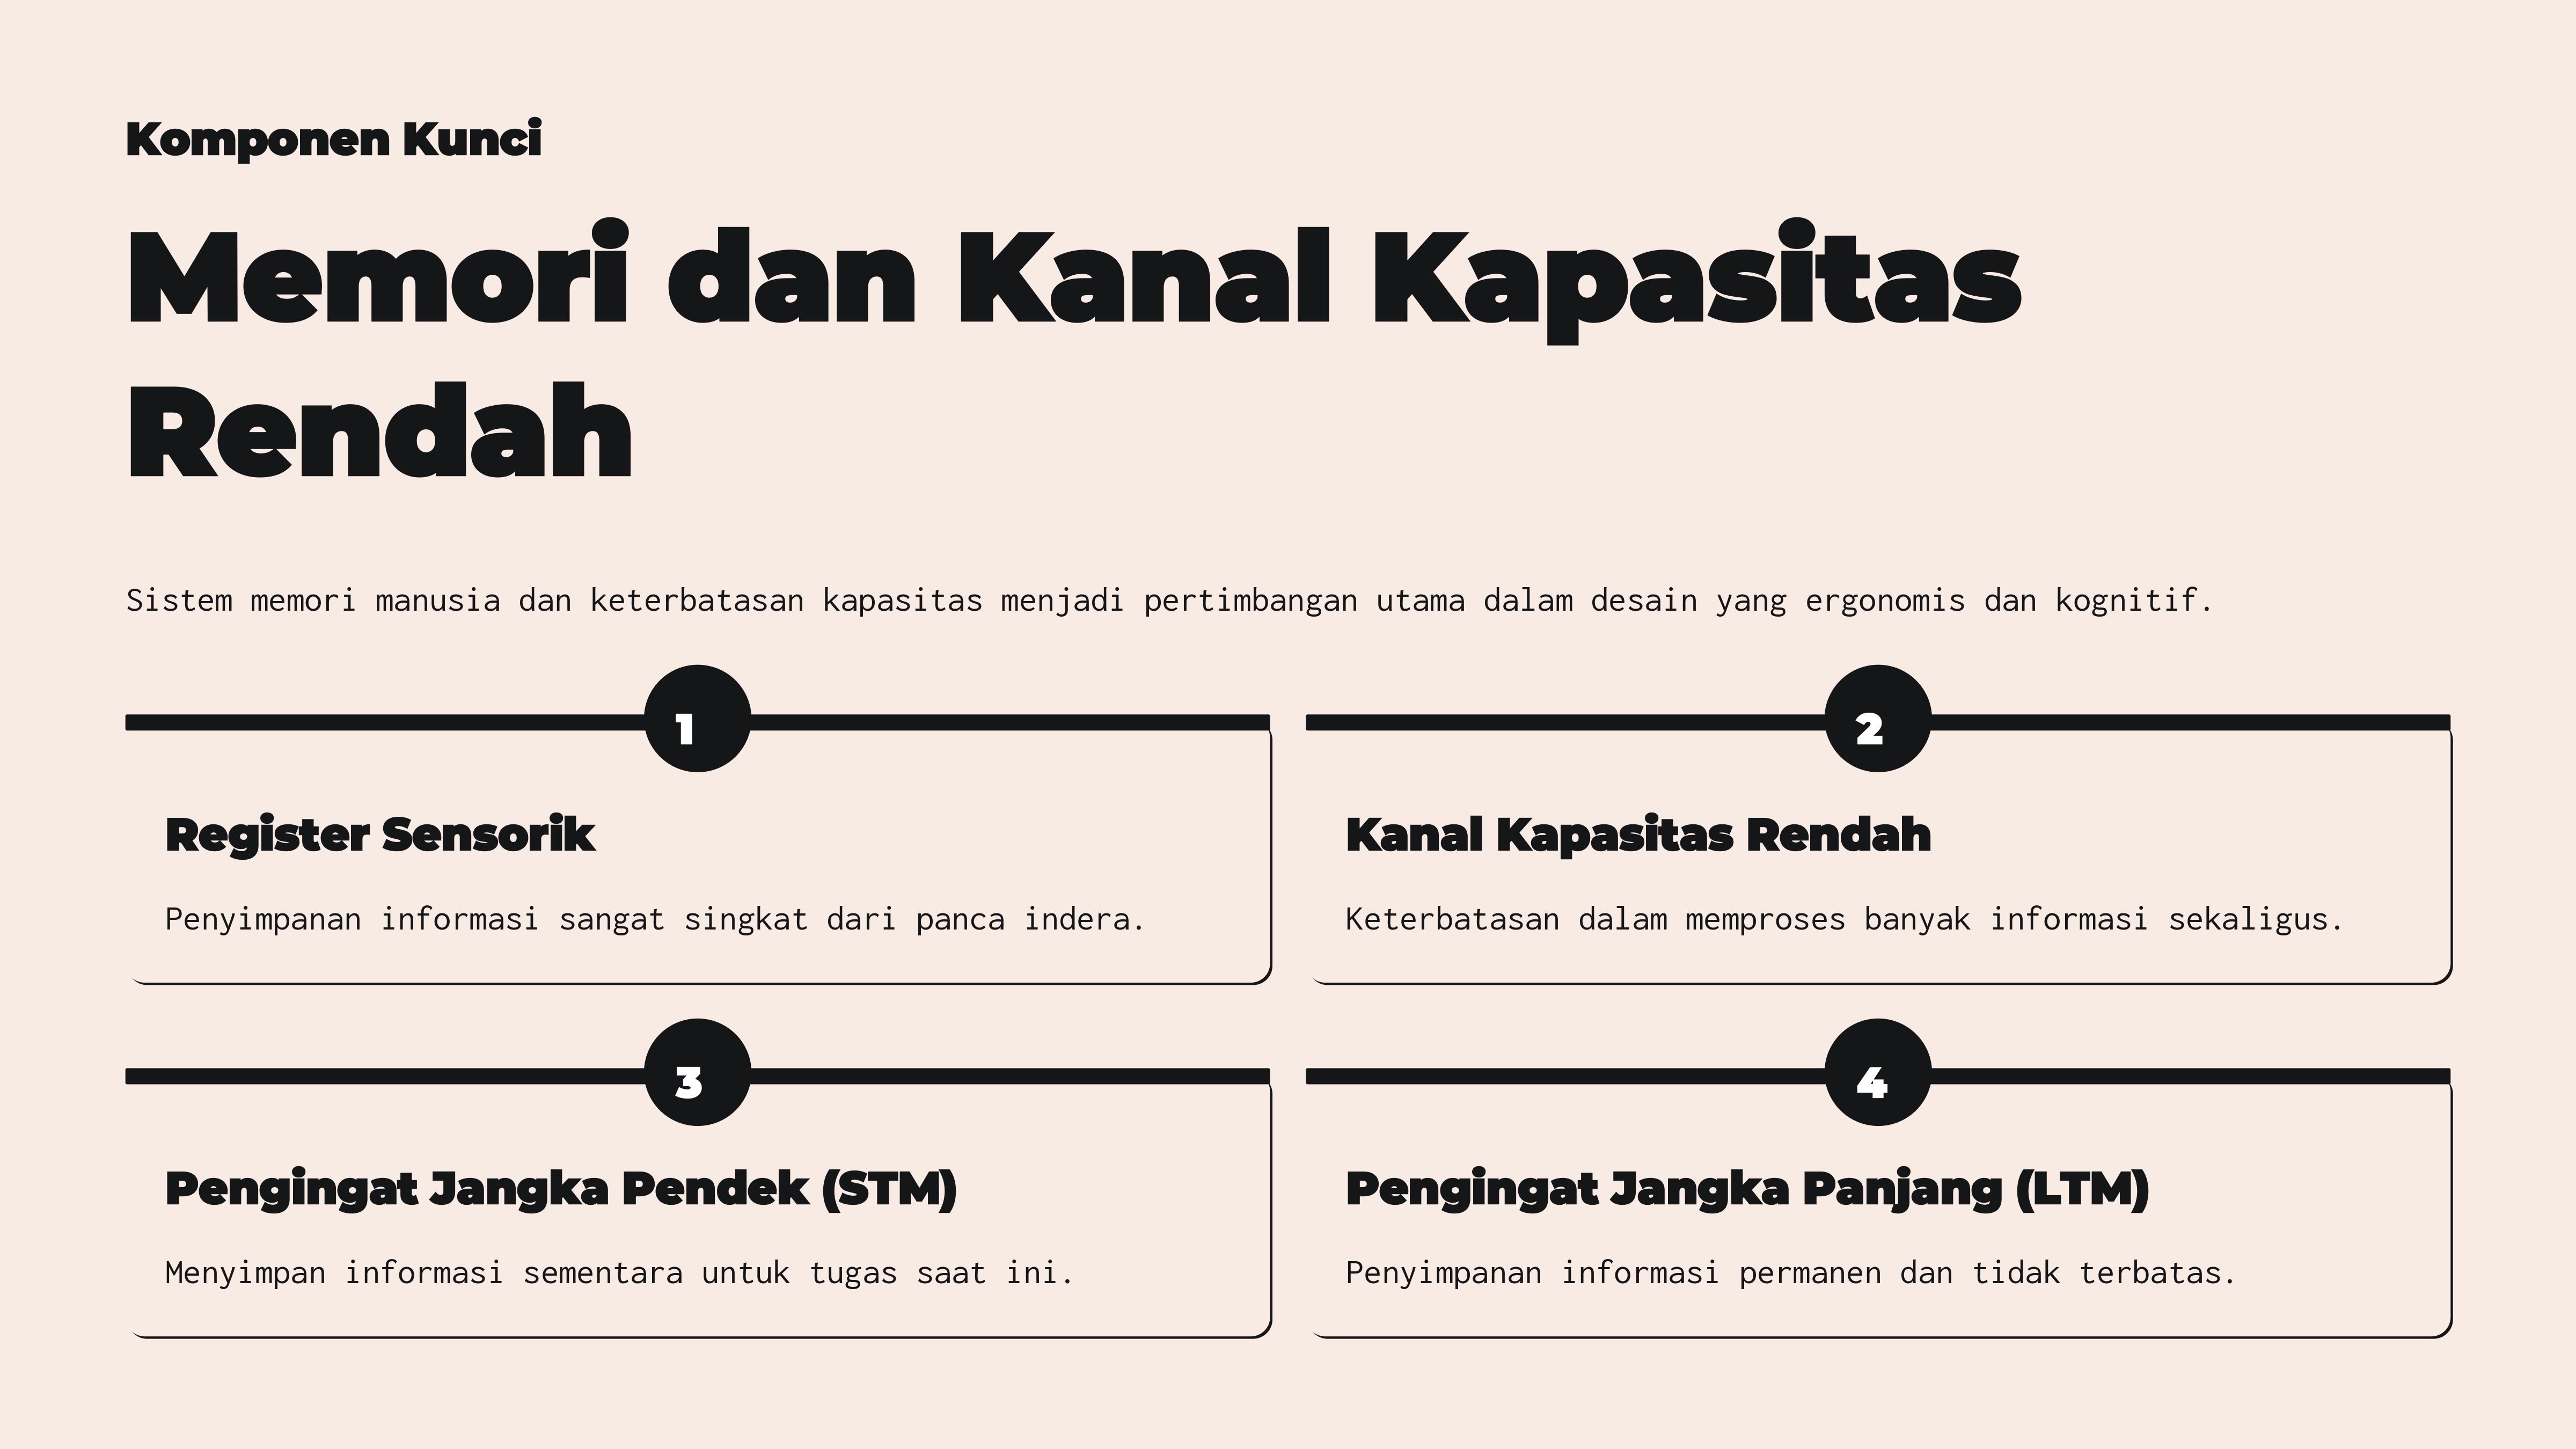 Komponen Kunci
Memori dan Kanal Kapasitas
Rendah
Sistem memori manusia dan keterbatasan kapasitas menjadi pertimbangan utama dalam desain yang ergonomis dan kognitif.
1
Register Sensorik
Penyimpanan informasi sangat singkat dari panca indera.
2
Kanal Kapasitas Rendah
Keterbatasan dalam memproses banyak informasi sekaligus.
3
Pengingat Jangka Pendek (STM)
Menyimpan informasi sementara untuk tugas saat ini.
4
Pengingat Jangka Panjang (LTM)
Penyimpanan informasi permanen dan tidak terbatas.